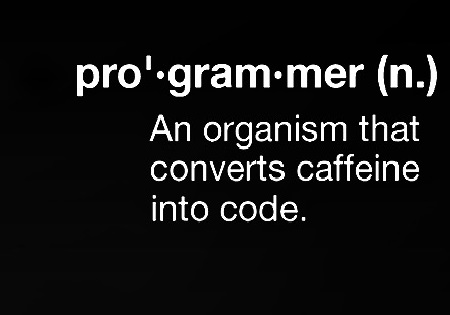 pro'·gram·mer (n.)
An organism that
converts caffeine
into code.